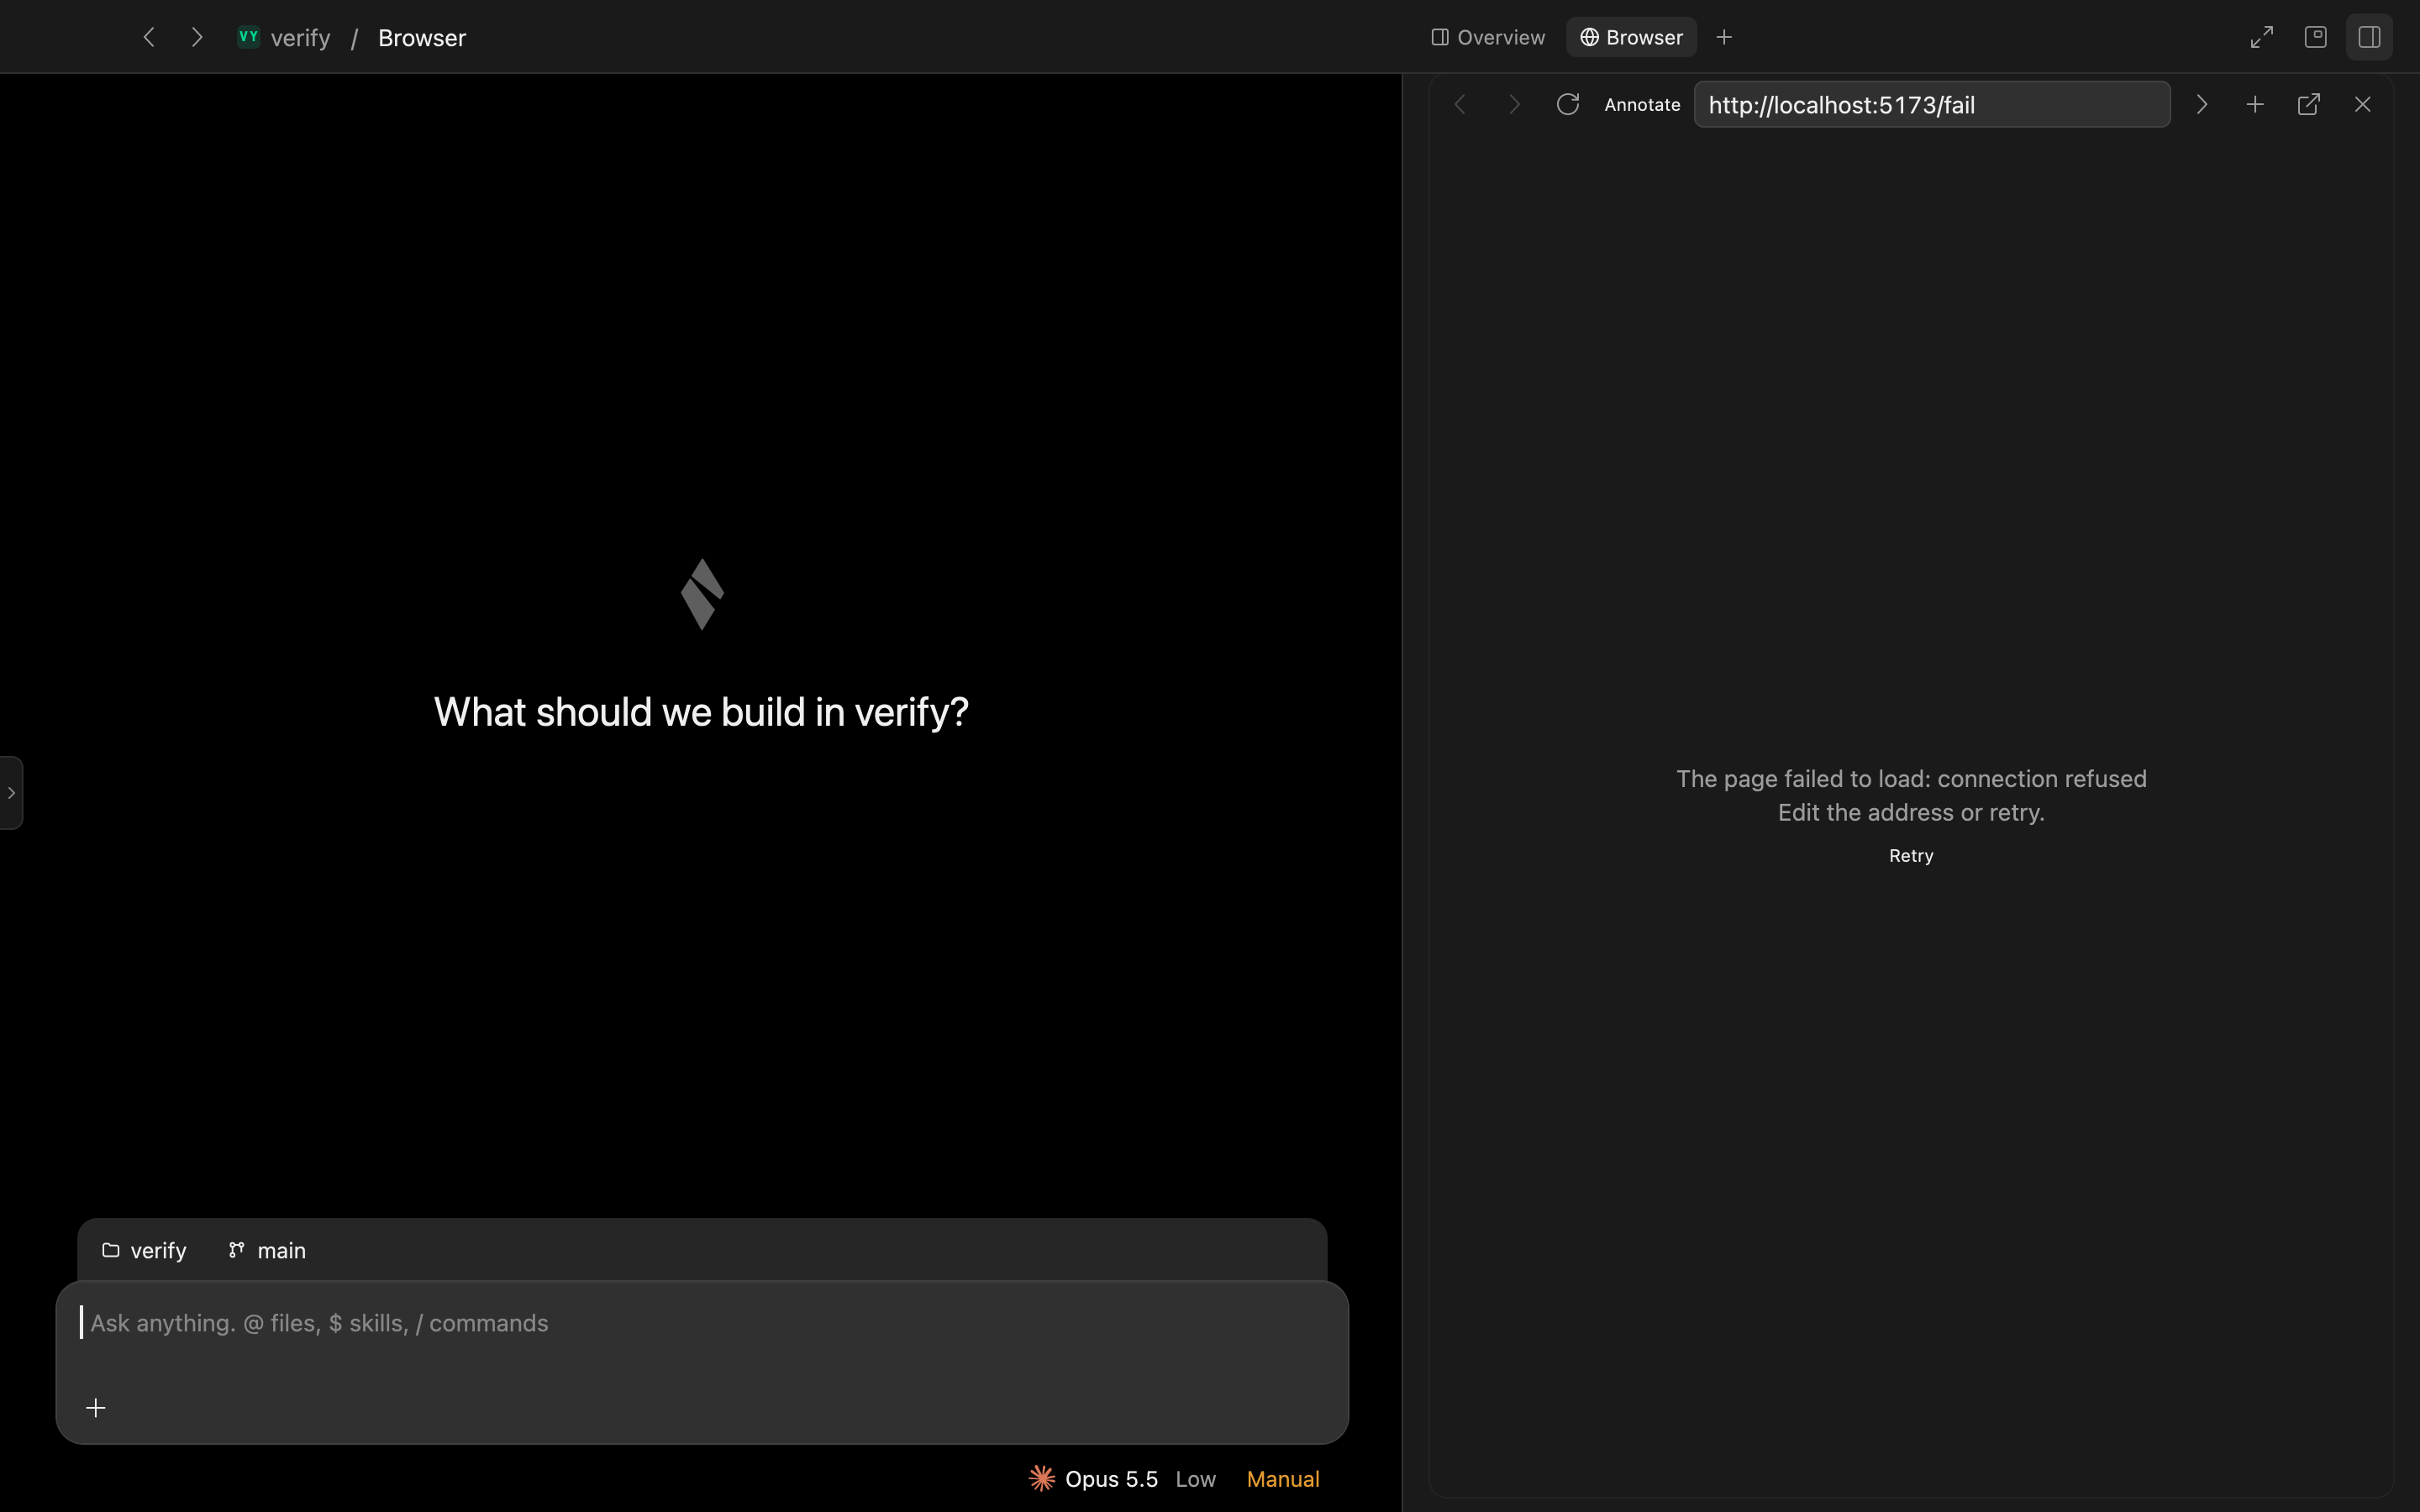 VY verify / Browser
Overview
Browser
Annotate
http://localhost:5173/fail
What should we build in verify?
The page failed to load: connection refused
Edit the address or retry.
Retry
verify
main
Ask anything. @ files, $ skills, / commands
Opus 5.5 Low Manual